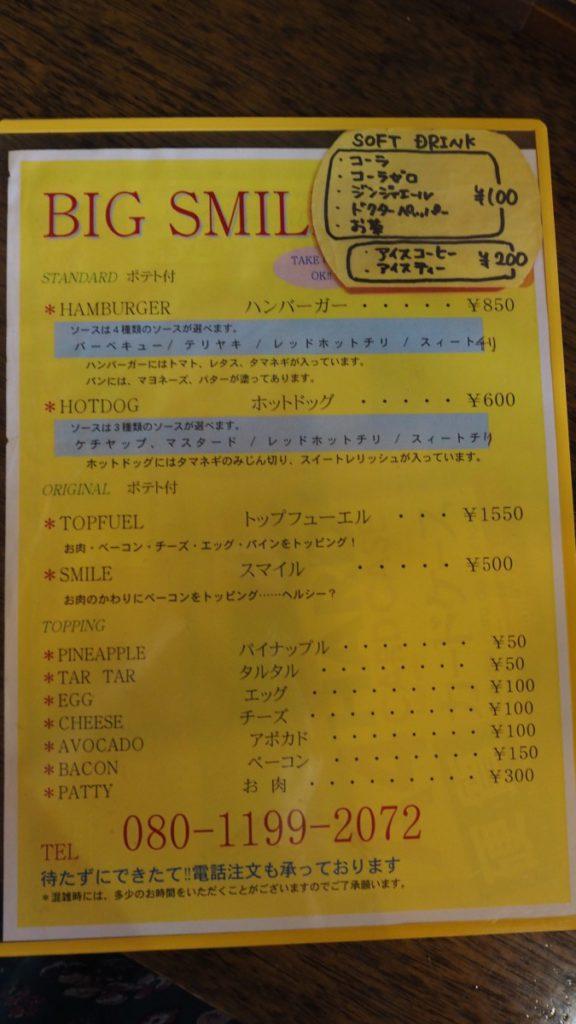 SOFT DRINK
・コーラ
・コーラゼロ
・ジンジャエール ¥100
・ドクターペッパー
・お茶
・アイスコーヒー ¥200
・アイスティー
BIG SMIL
TAKE
OK!!
STANDARD ポテト付
*HAMBURGER ハンバーガー ・・・・・ ¥850
ソースは4種類のソースが選べます。
バーベキュー/ テリヤキ / レッドホットチリ / スィートチリ
ハンバーガーにはトマト、レタス、タマネギが入っています。
バンには、マヨネーズ、バターが塗ってあります。
*HOTDOG ホットドッグ ・・・・・ ¥600
ソースは3種類のソースが選べます。
ケチャップ、マスタード / レッドホットチリ / スィートチリ
ホットドッグにはタマネギのみじん切り、スイートレリッシュが入っています。
ORIGINAL ポテト付
*TOPFUEL トップフューエル ・・・ ¥1550
お肉・ベーコン・チーズ・エッグ・パインをトッピング!
*SMILE スマイル ・・・・・ ¥500
お肉のかわりにベーコンをトッピング……ヘルシー?
TOPPING
*PINEAPPLE パイナップル ・・・・・・・ ¥50
*TAR TAR タルタル ・・・・・・・・ ¥50
*EGG エッグ ・・・・・・・・ ¥100
*CHEESE チーズ ・・・・・・・・ ¥100
*AVOCADO アボカド ・・・・・・・・ ¥100
*BACON ベーコン ・・・・・・・・ ¥150
*PATTY お 肉 ・・・・・・・・ ¥300
TEL 080-1199-2072
待たずにできたて!!電話注文も承っております
*混雑時には、多少のお時間をいただくことがございますのでご了承願います。